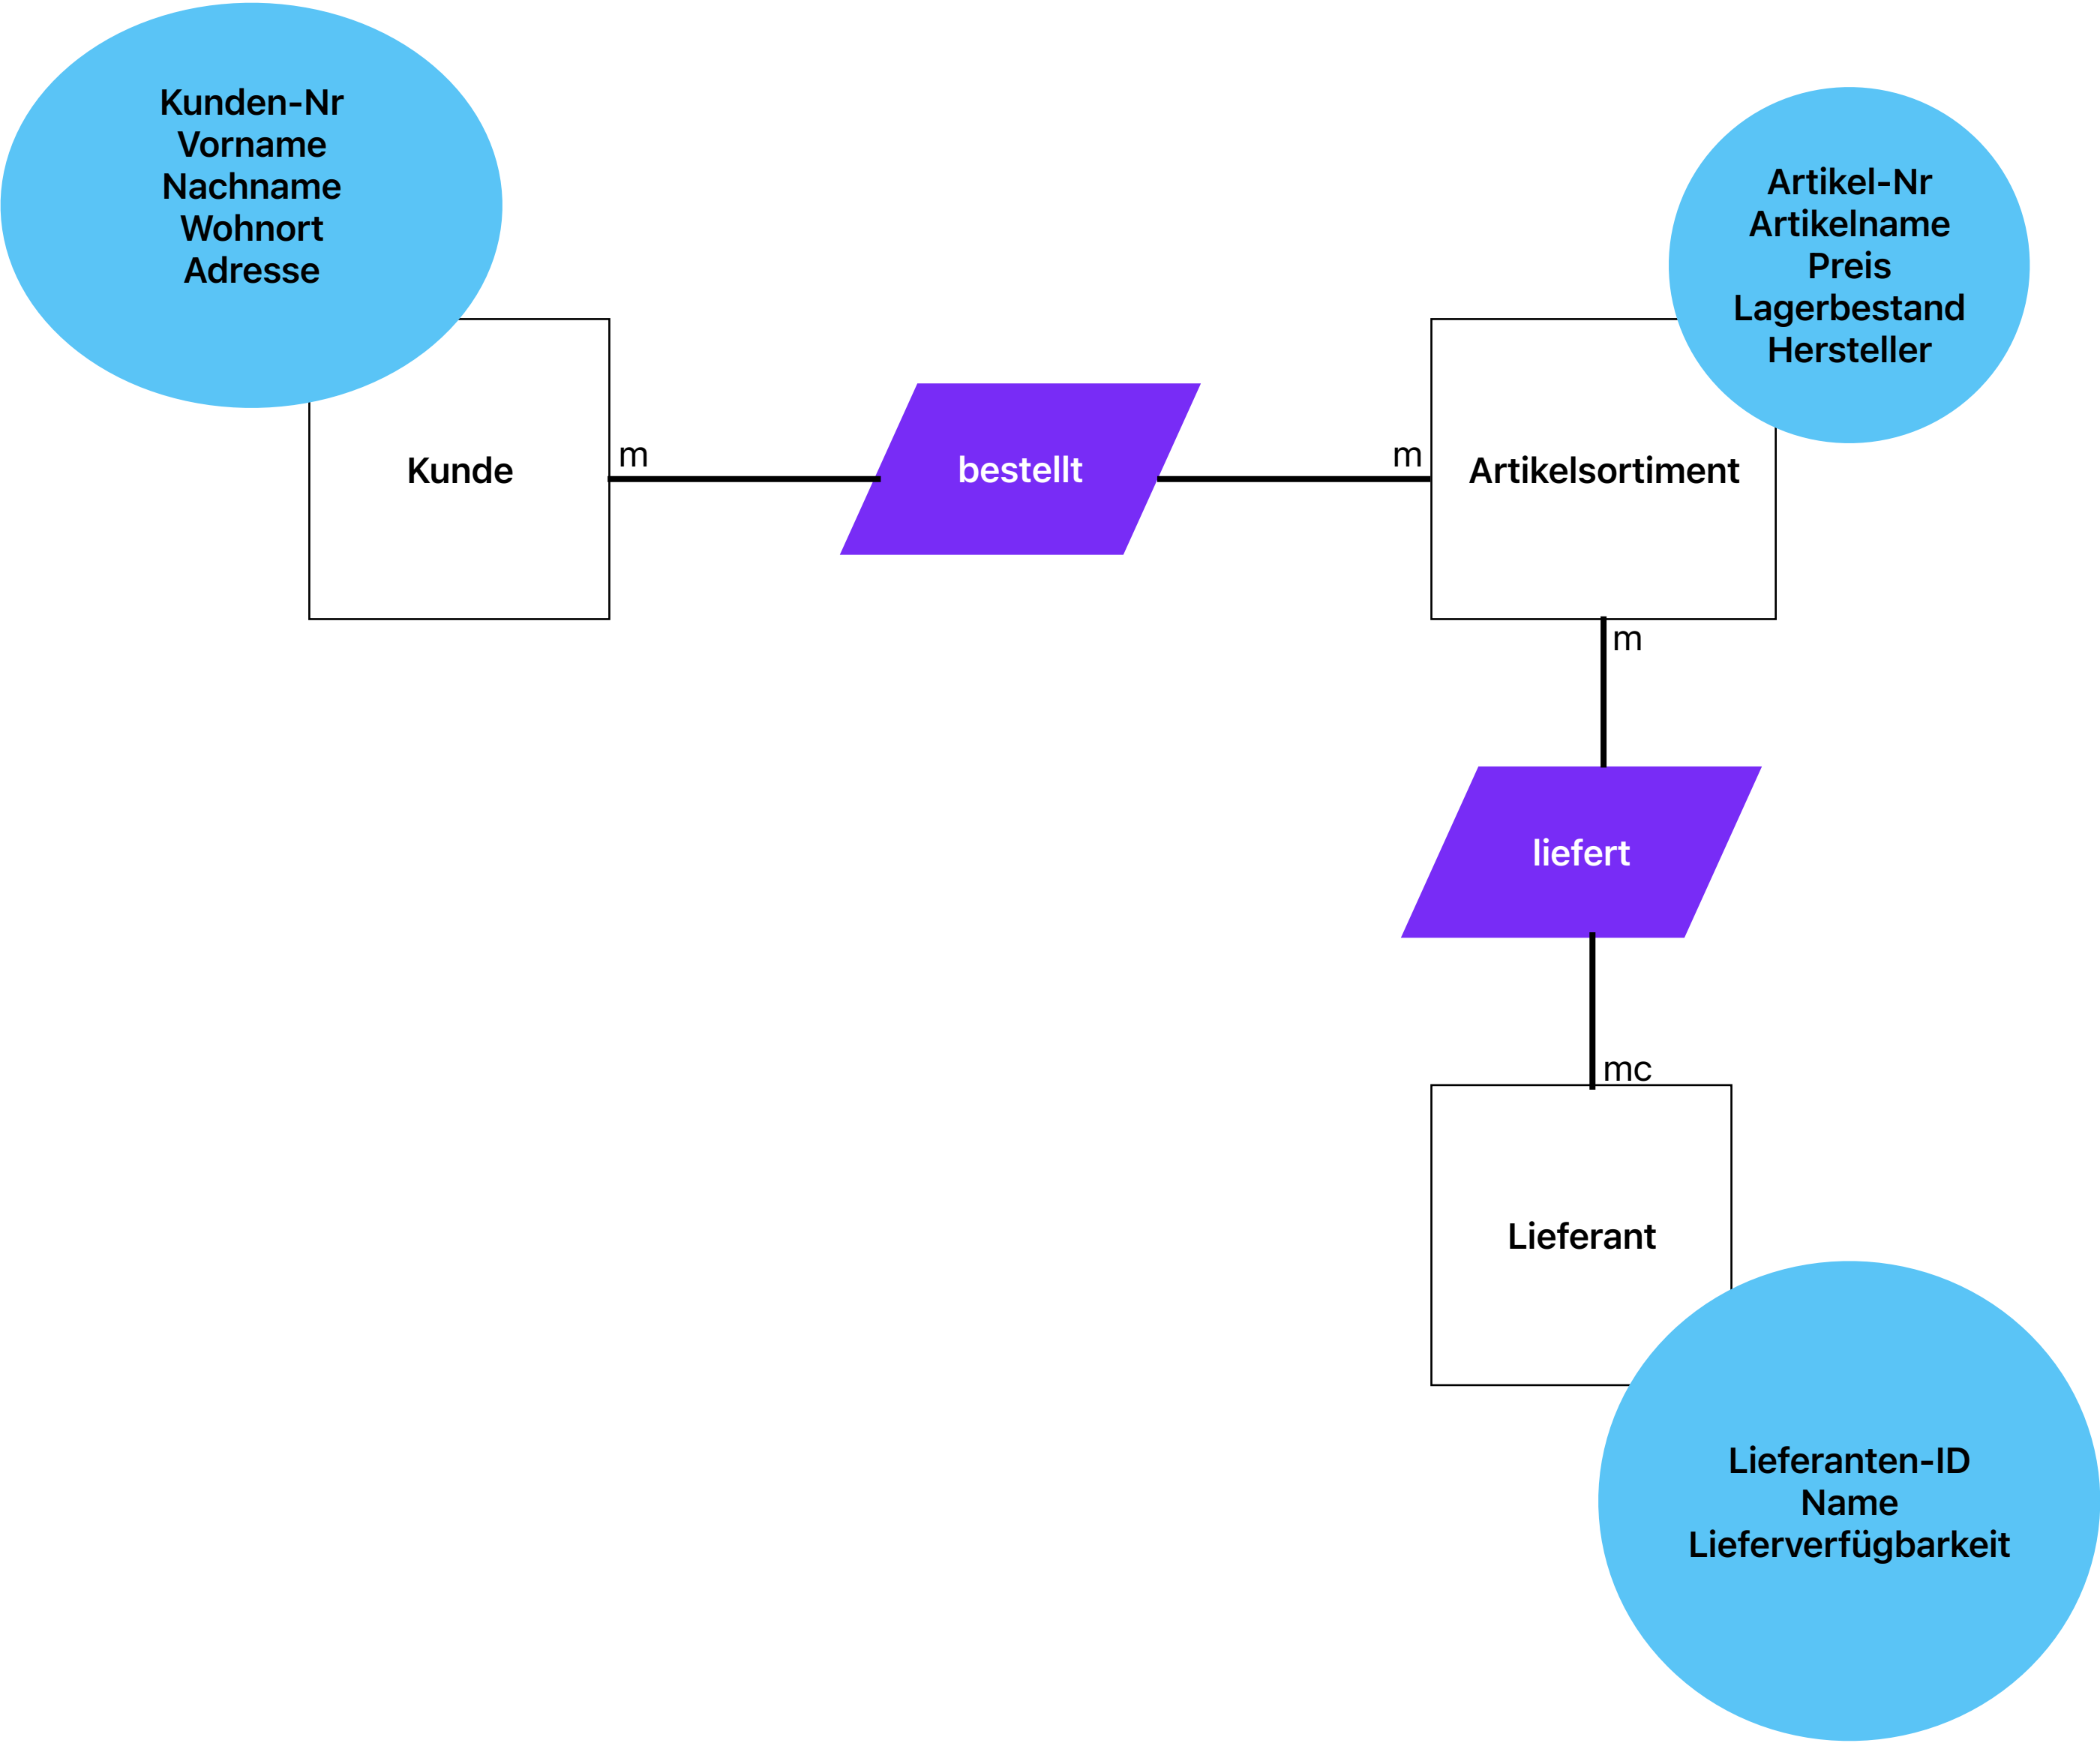 Kunden-Nr
Vorname
Nachname
Wohnort
Adresse
Artikel-Nr
Artikelname
Preis
Lagerbestand
Hersteller
Kunde
m
bestellt
m
Artikelsortiment
m
liefert
mc
Lieferant
Lieferanten-ID
Name
Lieferverfügbarkeit